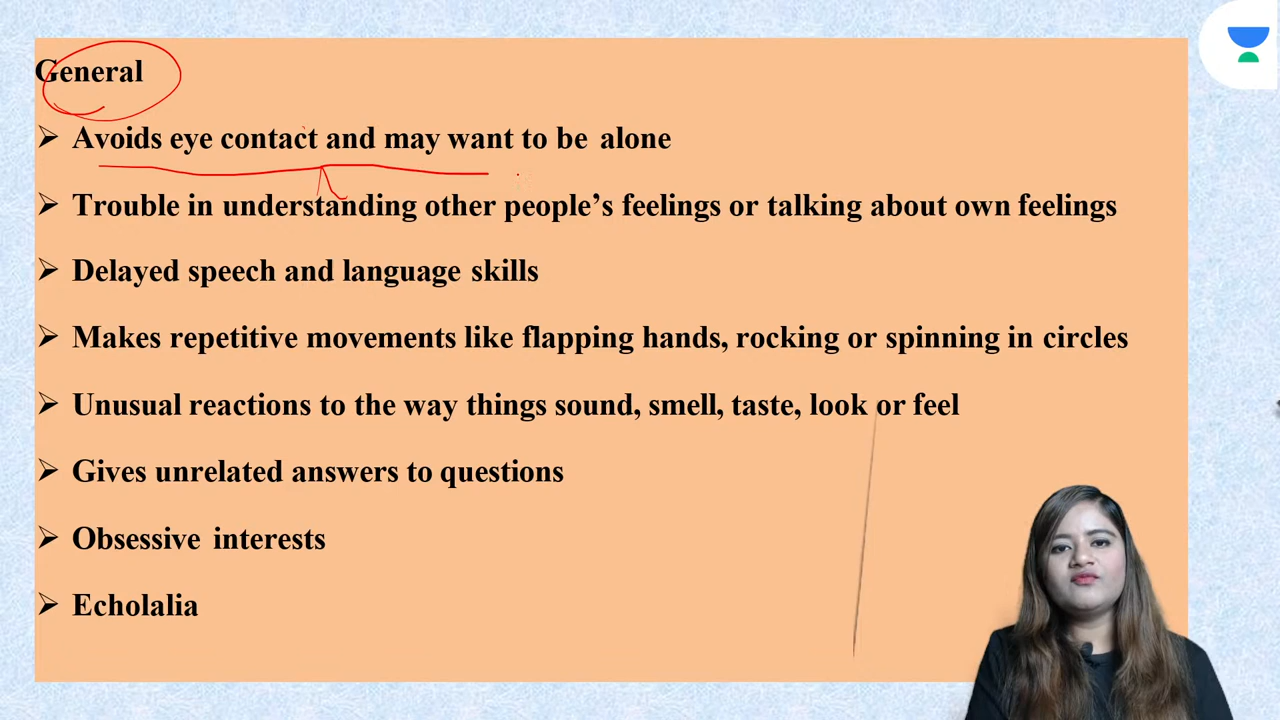 General
Avoids eye contact and may want to be alone
Trouble in understanding other people’s feelings or talking about own feelings
Delayed speech and language skills
Makes repetitive movements like flapping hands, rocking or spinning in circles
Unusual reactions to the way things sound, smell, taste, look or feel
Gives unrelated answers to questions
Obsessive interests
Echolalia